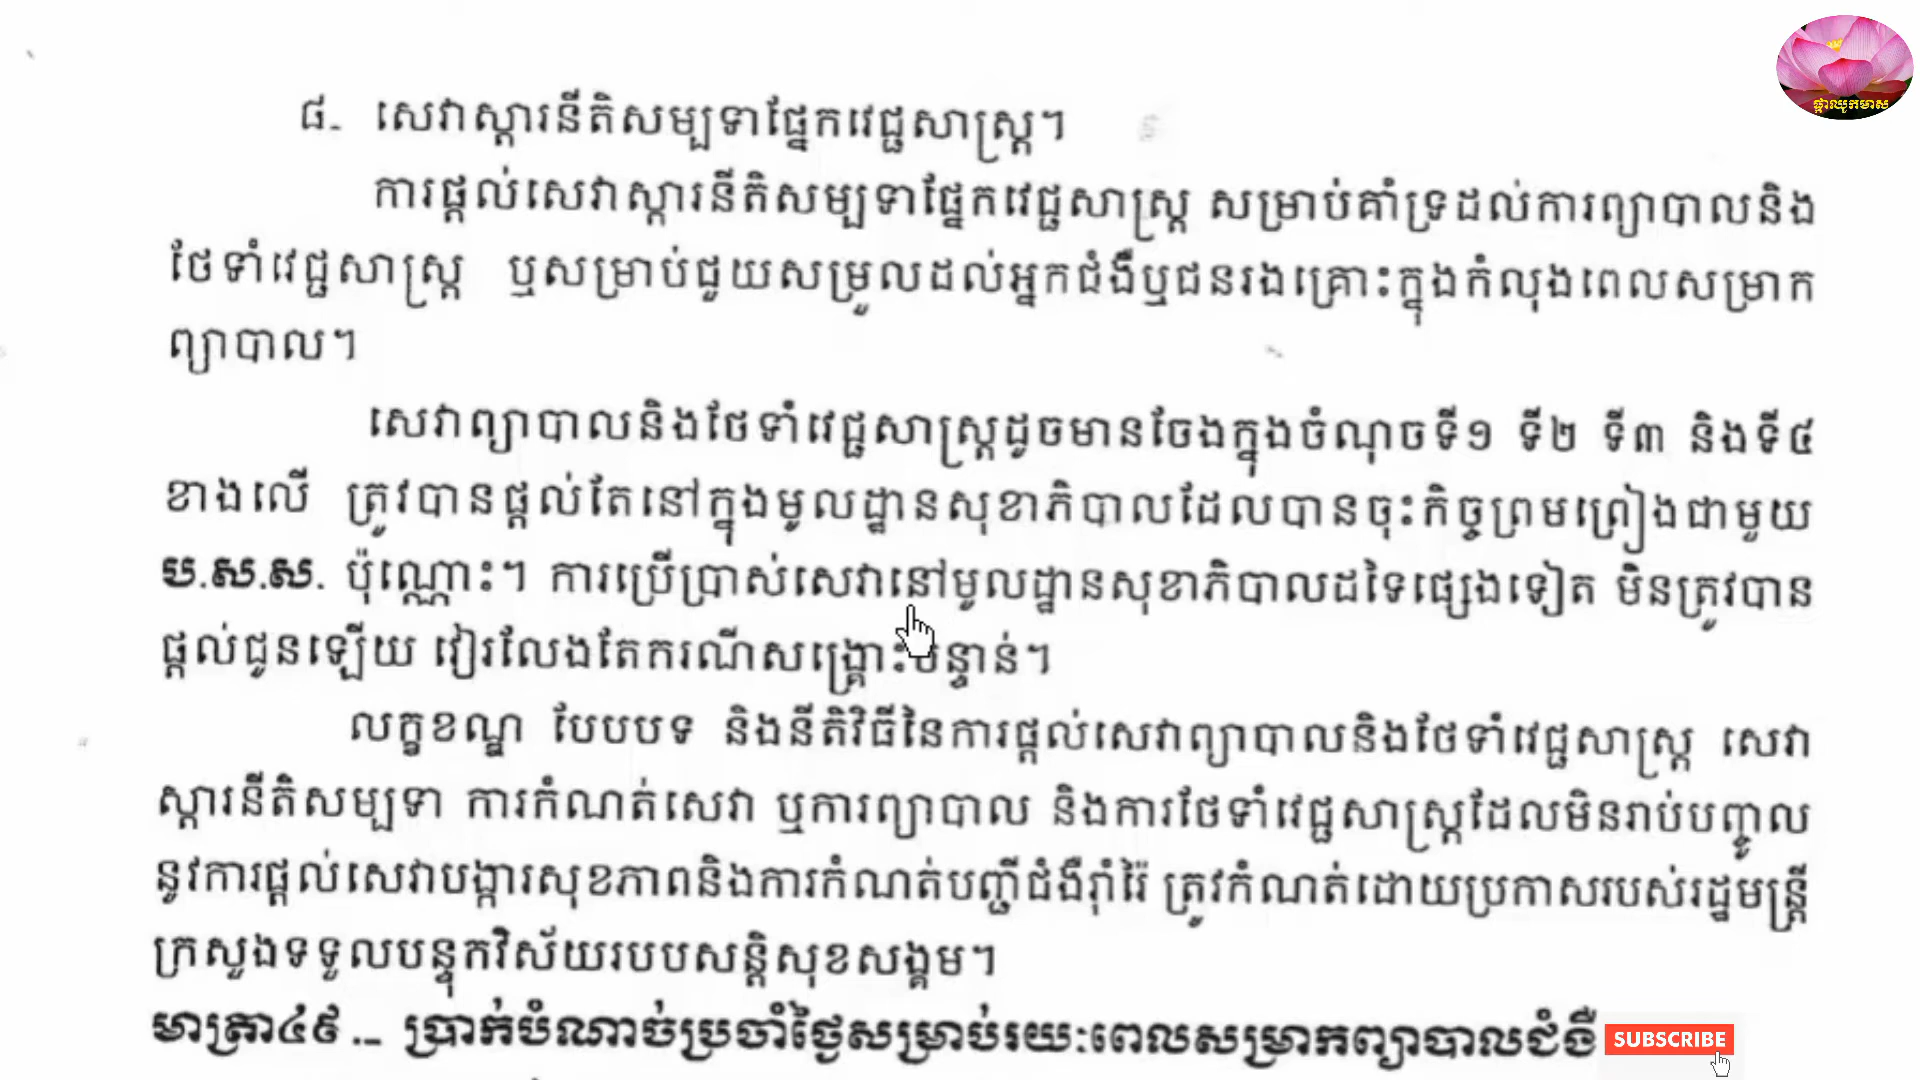 ផ្កាឈូកមាស
៨- សេវាស្តារនីតិសម្បទាផ្នែកវេជ្ជសាស្ត្រ។
ការផ្តល់សេវាស្តារនីតិសម្បទាផ្នែកវេជ្ជសាស្ត្រ សម្រាប់គាំទ្រដល់ការព្យាបាលនិង
ថែទាំវេជ្ជសាស្ត្រ ឬសម្រាប់ជួយសម្រួលដល់អ្នកជំងឺឬជនរងគ្រោះក្នុងកំលុងពេលសម្រាក
ព្យាបាល។
សេវាព្យាបាលនិងថែទាំវេជ្ជសាស្ត្រដូចមានចែងក្នុងចំណុចទី១ ទី២ ទី៣ និងទី៤
ខាងលើ ត្រូវបានផ្តល់តែនៅក្នុងមូលដ្ឋានសុខាភិបាលដែលបានចុះកិច្ចព្រមព្រៀងជាមួយ
ប.ស.ស. ប៉ុណ្ណោះ។ ការប្រើប្រាស់សេវានៅមូលដ្ឋានសុខាភិបាលដទៃផ្សេងទៀត មិនត្រូវបាន
ផ្តល់ជូនឡើយ វៀរលែងតែករណីសង្គ្រោះបន្ទាន់។
លក្ខខណ្ឌ បែបបទ និងនីតិវិធីនៃការផ្តល់សេវាព្យាបាលនិងថែទាំវេជ្ជសាស្ត្រ សេវា
ស្តារនីតិសម្បទា ការកំណត់សេវា ឬការព្យាបាល និងការថែទាំវេជ្ជសាស្ត្រដែលមិនរាប់បញ្ចូល
នូវការផ្តល់សេវាបង្ការសុខភាពនិងការកំណត់បញ្ជីជំងឺរ៉ាំរ៉ៃ ត្រូវកំណត់ដោយប្រកាសរបស់រដ្ឋមន្ត្រី
ក្រសួងទទួលបន្ទុកវិស័យរបបសន្តិសុខសង្គម។
មាត្រា៤៩ .- ប្រាក់បំណាច់ប្រចាំថ្ងៃសម្រាប់រយៈពេលសម្រាកព្យាបាលជំងឺ
SUBSCRIBE